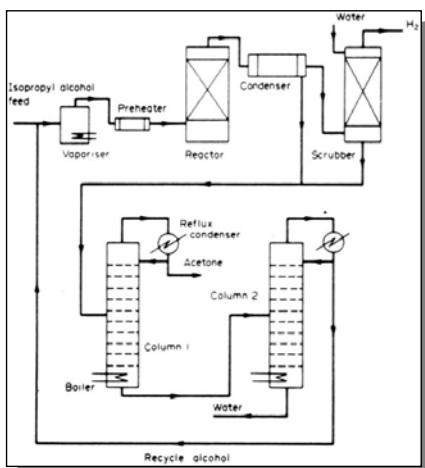 Water
H2
Isopropyl alcohol
feed
Preheater
Condenser
Vaporiser
Reactor
Scrubber
Reflux
condenser
Acetone
Column 2
Column 1
Boiler
Water
Recycle alcohol